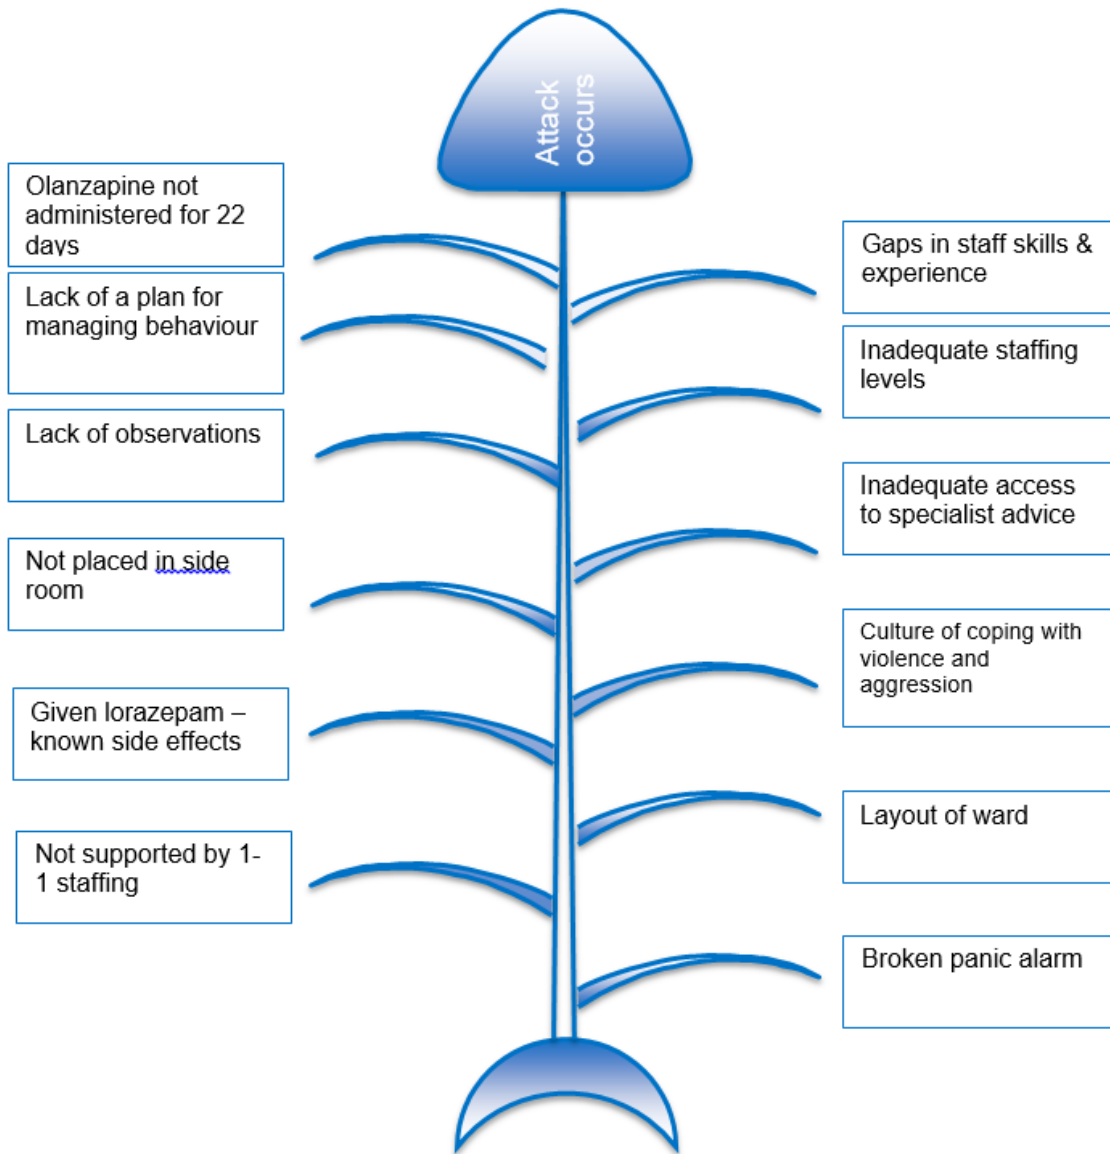 Attack
occurs
Olanzapine not
administered for 22
days
Lack of a plan for
managing behaviour
Lack of observations
Not placed in side
room
Given lorazepam –
known side effects
Not supported by 1-
1 staffing
Gaps in staff skills &
experience
Inadequate staffing
levels
Inadequate access
to specialist advice
Culture of coping with
violence and
aggression
Layout of ward
Broken panic alarm